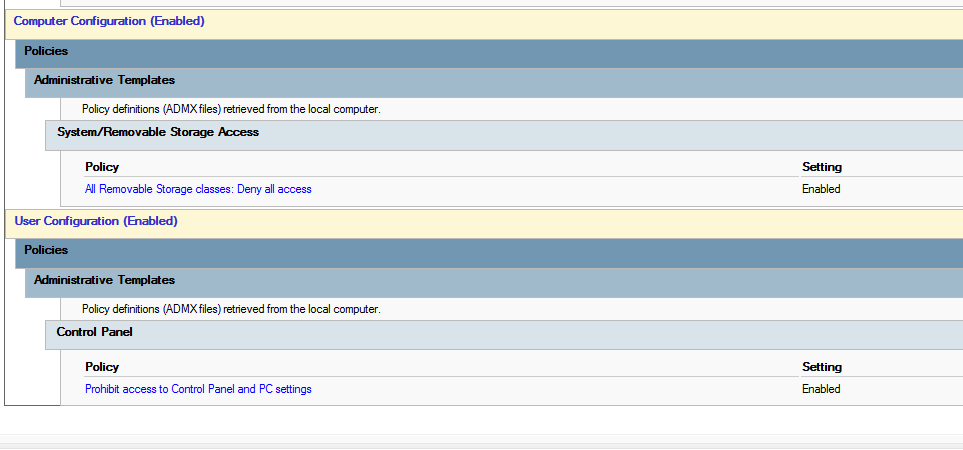 Computer Configuration (Enabled)
Policies
Administrative Templates
Policy definitions (ADMX files) retrieved from the local computer.
System/Removable Storage Access
Policy Setting
All Removable Storage classes: Deny all access Enabled
User Configuration (Enabled)
Policies
Administrative Templates
Policy definitions (ADMX files) retrieved from the local computer.
Control Panel
Policy Setting
Prohibit access to Control Panel and PC settings Enabled